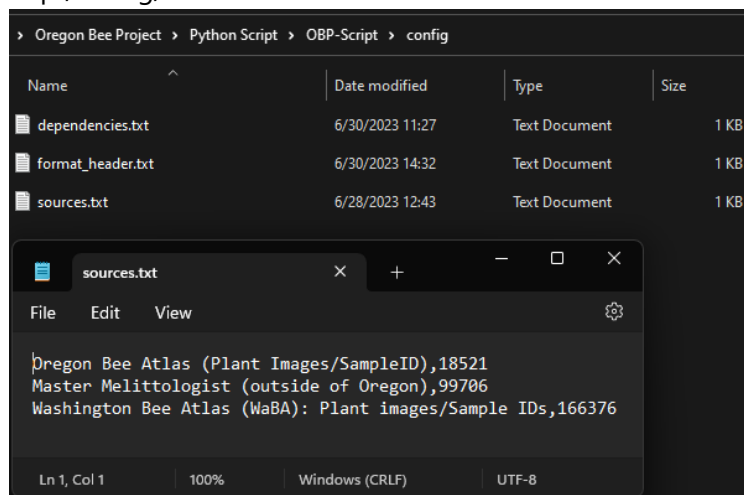 › Oregon Bee Project › Python Script › OBP-Script › config
Name Date modified Type Size
dependencies.txt 6/30/2023 11:27 Text Document 1 KB
format_header.txt 6/30/2023 14:32 Text Document 1 KB
sources.txt 6/28/2023 12:43 Text Document 1 KB
sources.txt
File Edit View
Oregon Bee Atlas (Plant Images/SampleID),18521
Master Melittologist (outside of Oregon),99706
Washington Bee Atlas (WaBA): Plant images/Sample IDs,166376
Ln 1, Col 1 100% Windows (CRLF) UTF-8